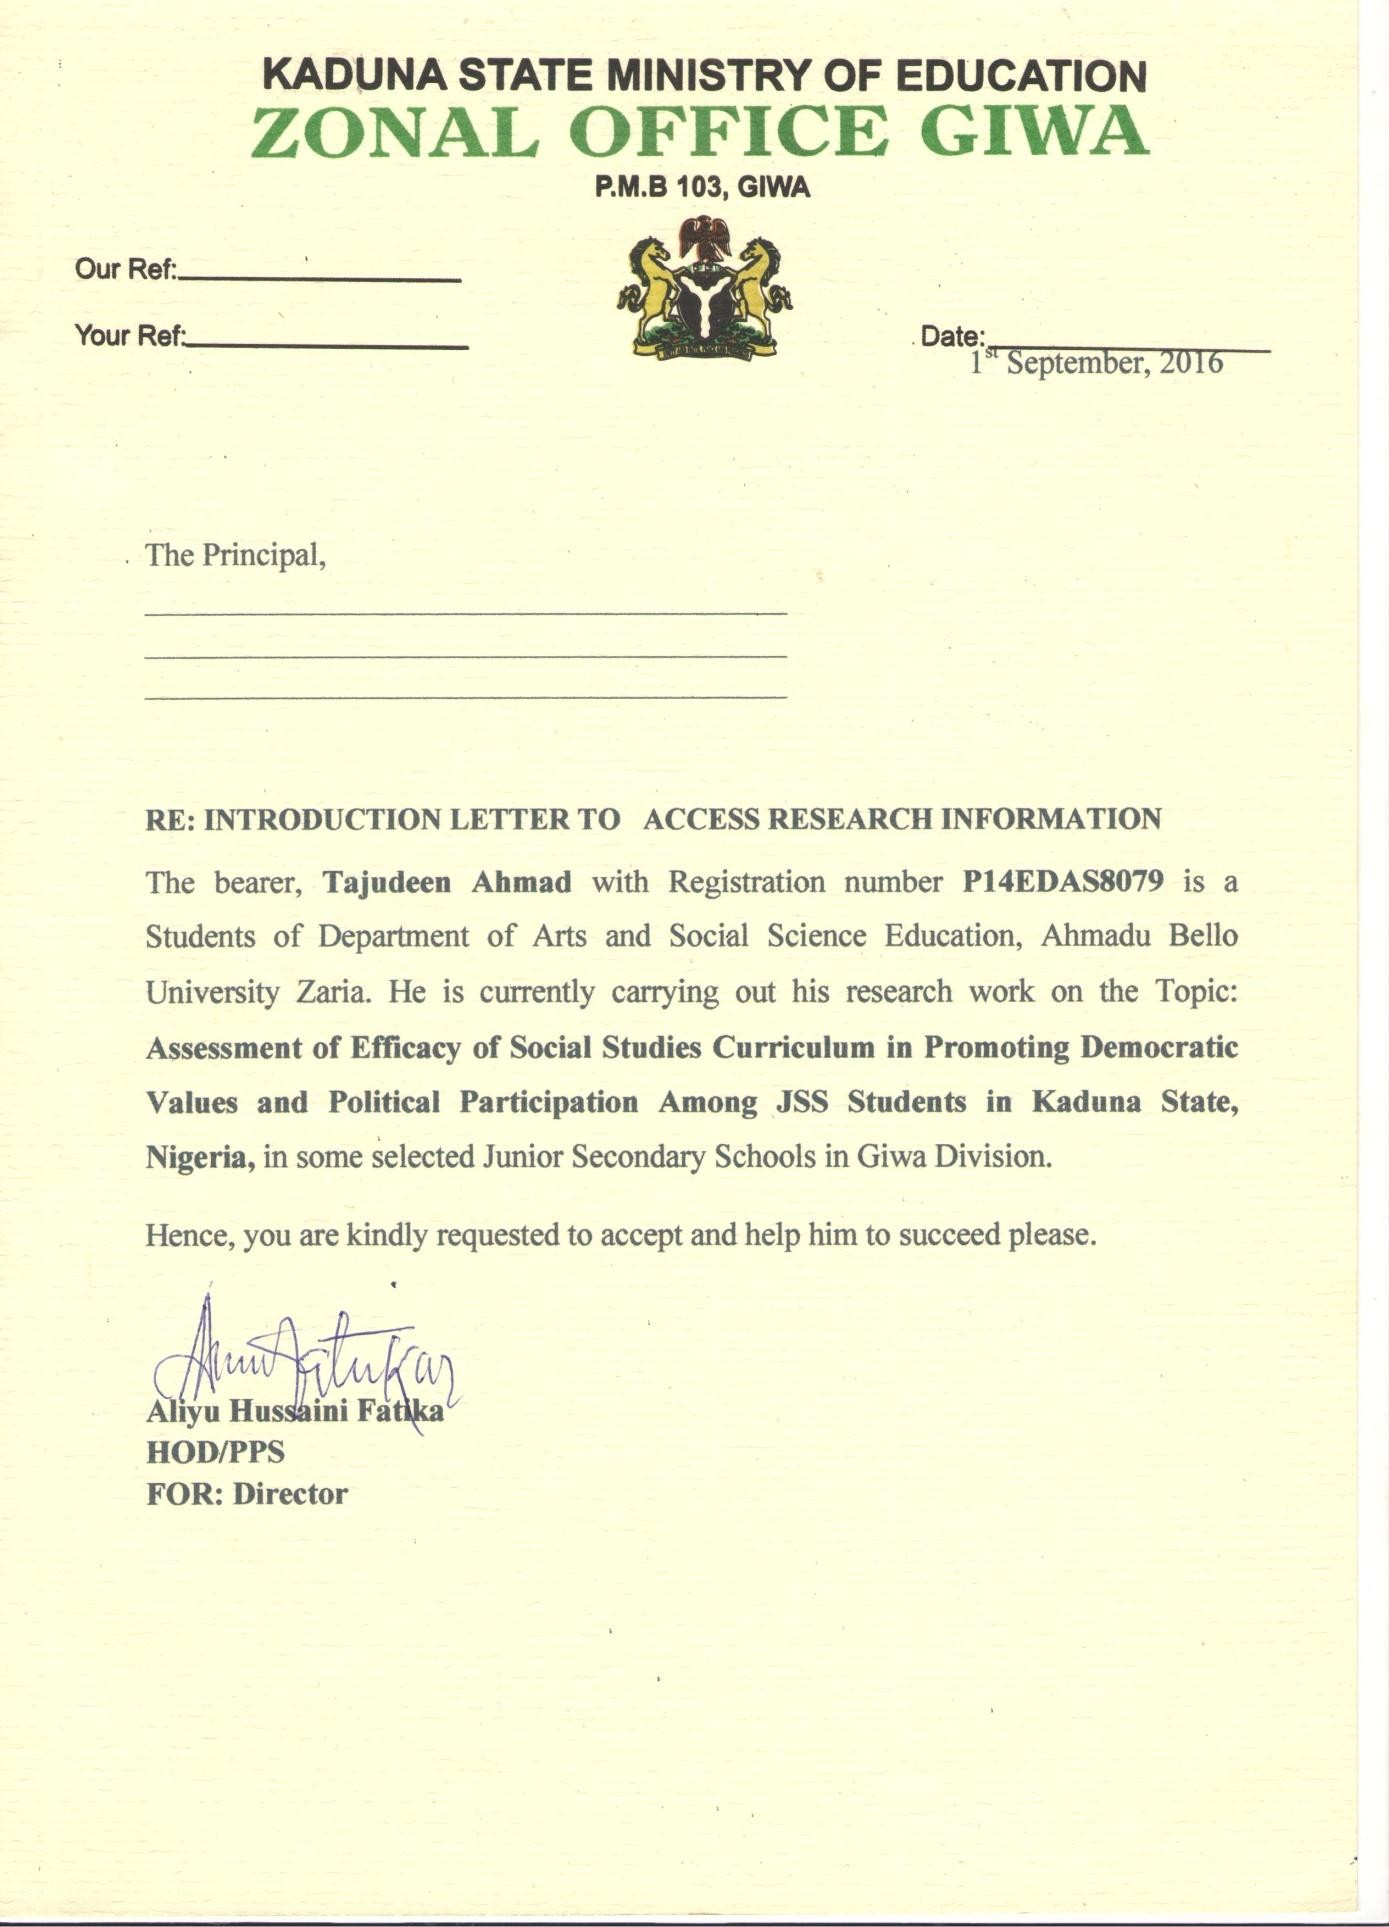 KADUNA STATE MINISTRY OF EDUCATION
ZONAL OFFICE GIWA
P.M.B 103, GIWA
Our Ref:
Your Ref:
Date:
1st September, 2016
The Principal,
RE: INTRODUCTION LETTER TO ACCESS RESEARCH INFORMATION
The bearer, Tajudeen Ahmad with Registration number P14EDAS8079 is a
Students of Department of Arts and Social Science Education, Ahmadu Bello
University Zaria. He is currently carrying out his research work on the Topic:
Assessment of Efficacy of Social Studies Curriculum in Promoting Democratic
Values and Political Participation Among JSS Students in Kaduna State,
Nigeria, in some selected Junior Secondary Schools in Giwa Division.
Hence, you are kindly requested to accept and help him to succeed please.
Aliyu Hussaini Fatika
HOD/PPS
FOR: Director